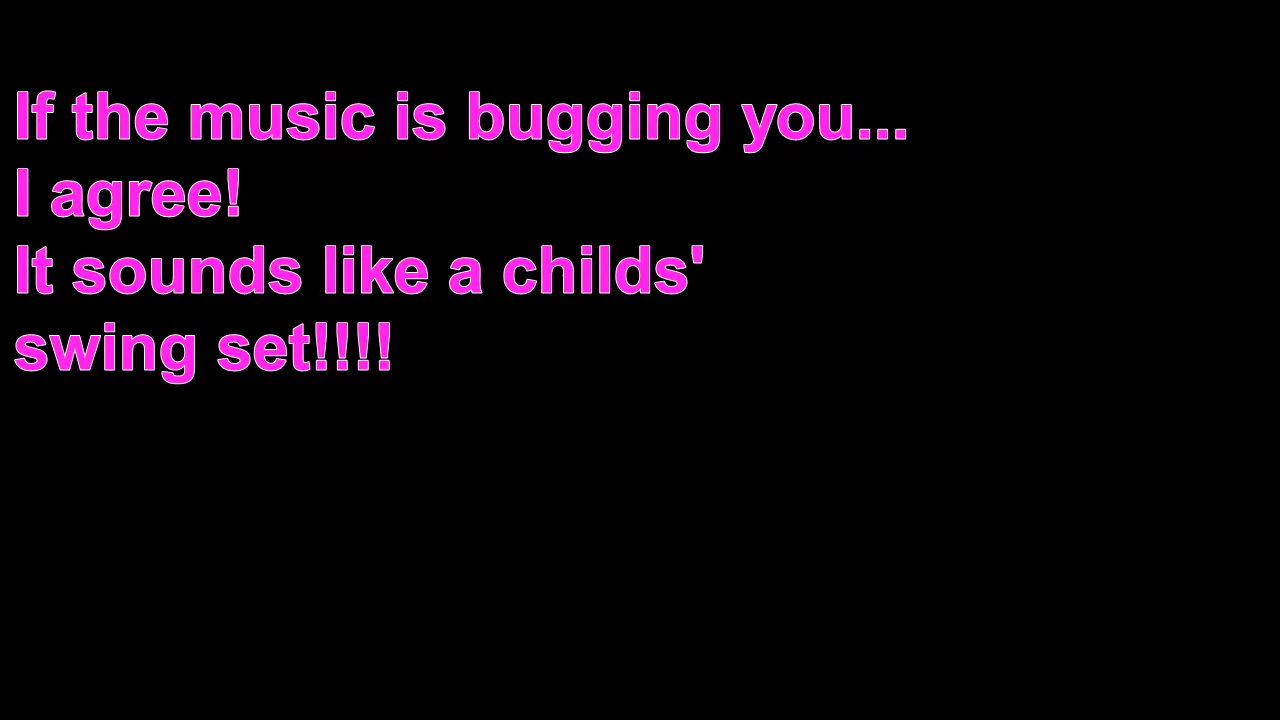 If the music is bugging you...
I agree!
It sounds like a childs'
swing set!!!!